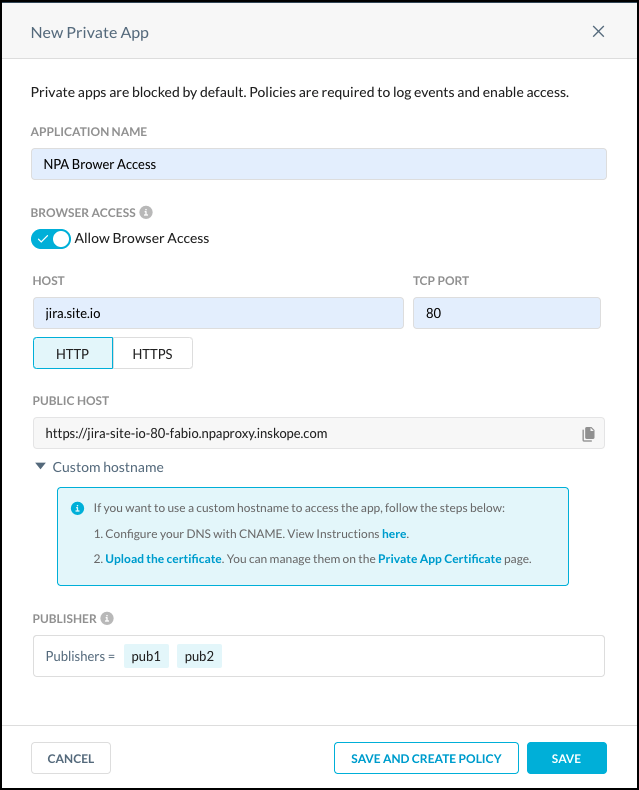 New Private App
Private apps are blocked by default. Policies are required to log events and enable access.
APPLICATION NAME
NPA Brower Access
BROWSER ACCESS
Allow Browser Access
HOST TCP PORT
jira.site.io 80
HTTP HTTPS
PUBLIC HOST
https://jira-site-io-80-fabio.npaproxy.inskope.com
Custom hostname
If you want to use a custom hostname to access the app, follow the steps below:
1. Configure your DNS with CNAME. View Instructions here.
2. Upload the certificate. You can manage them on the Private App Certificate page.
PUBLISHER
Publishers = pub1 pub2
CANCEL SAVE AND CREATE POLICY SAVE